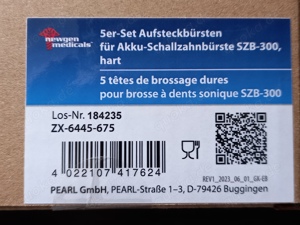 newgen
medicals
5er-Set Aufsteckbürsten
für Akku-Schallzahnbürste SZB-300,
hart
5 têtes de brossage dures
pour brosse à dents sonique SZB-300
Los-Nr. 184235
ZX-6445-675
4 022107 417624
REV1_2023_06_01_GR-EB
PEARL GmbH, PEARL-Straße 1–3, D-79426 Buggingen